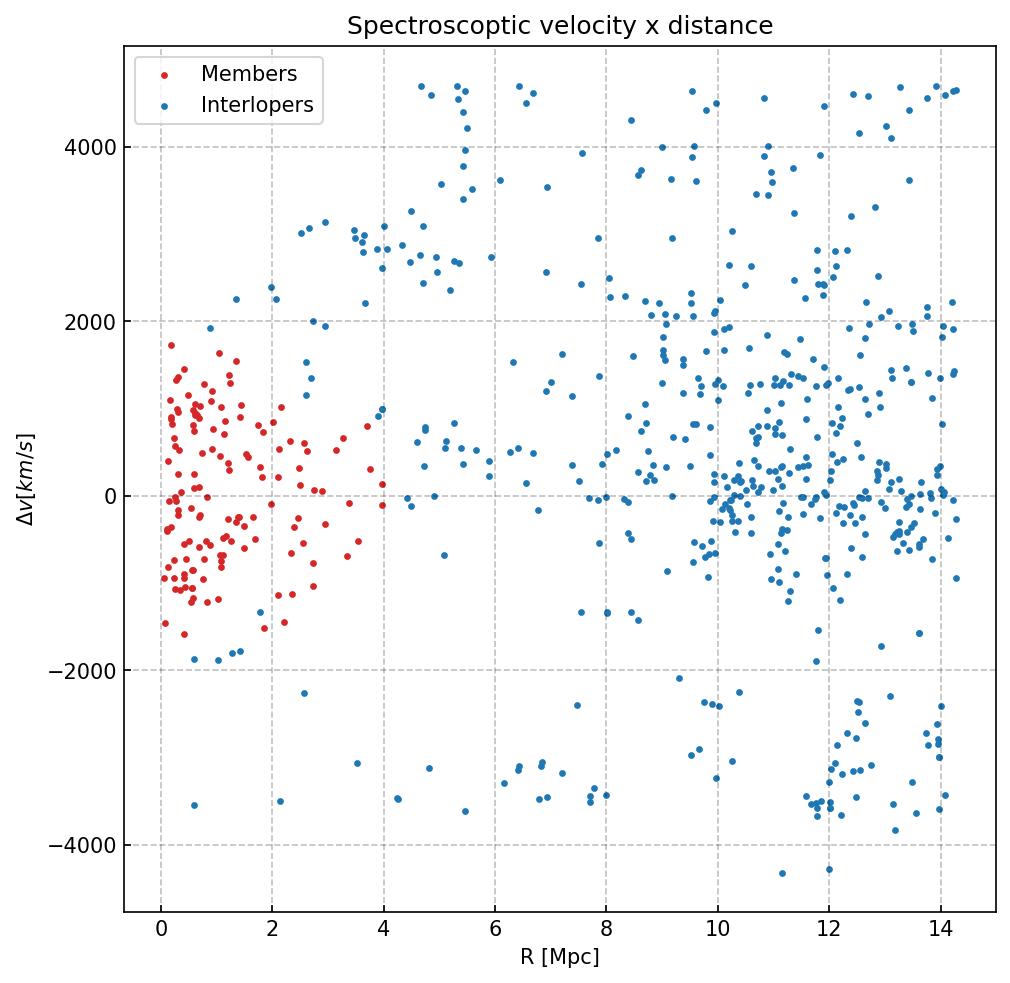 Spectroscoptic velocity x distance
Members
Interlopers
4000
2000
0
−2000
−4000
Δv[km/s]
0 2 4 6 8 10 12 14
R [Mpc]